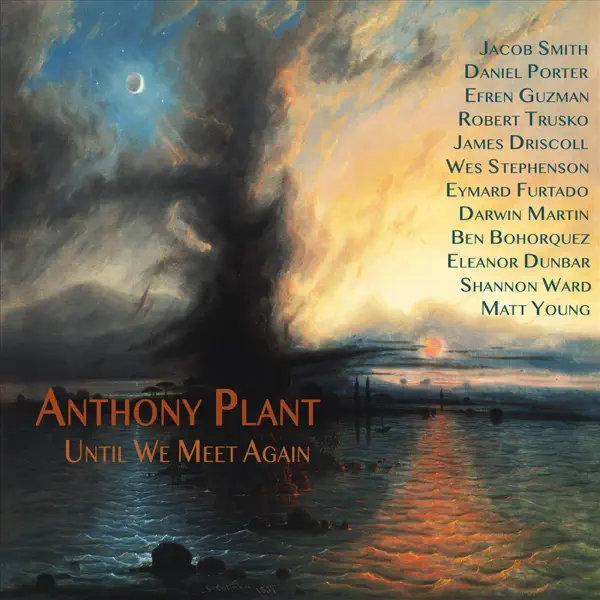 Jacob Smith
Daniel Porter
Efren Guzman
Robert Trusko
James Driscoll
Wes Stephenson
Eymard Furtado
Darwin Martin
Ben Bohorquez
Eleanor Dunbar
Shannon Ward
Matt Young
Anthony Plant
Until We Meet Again